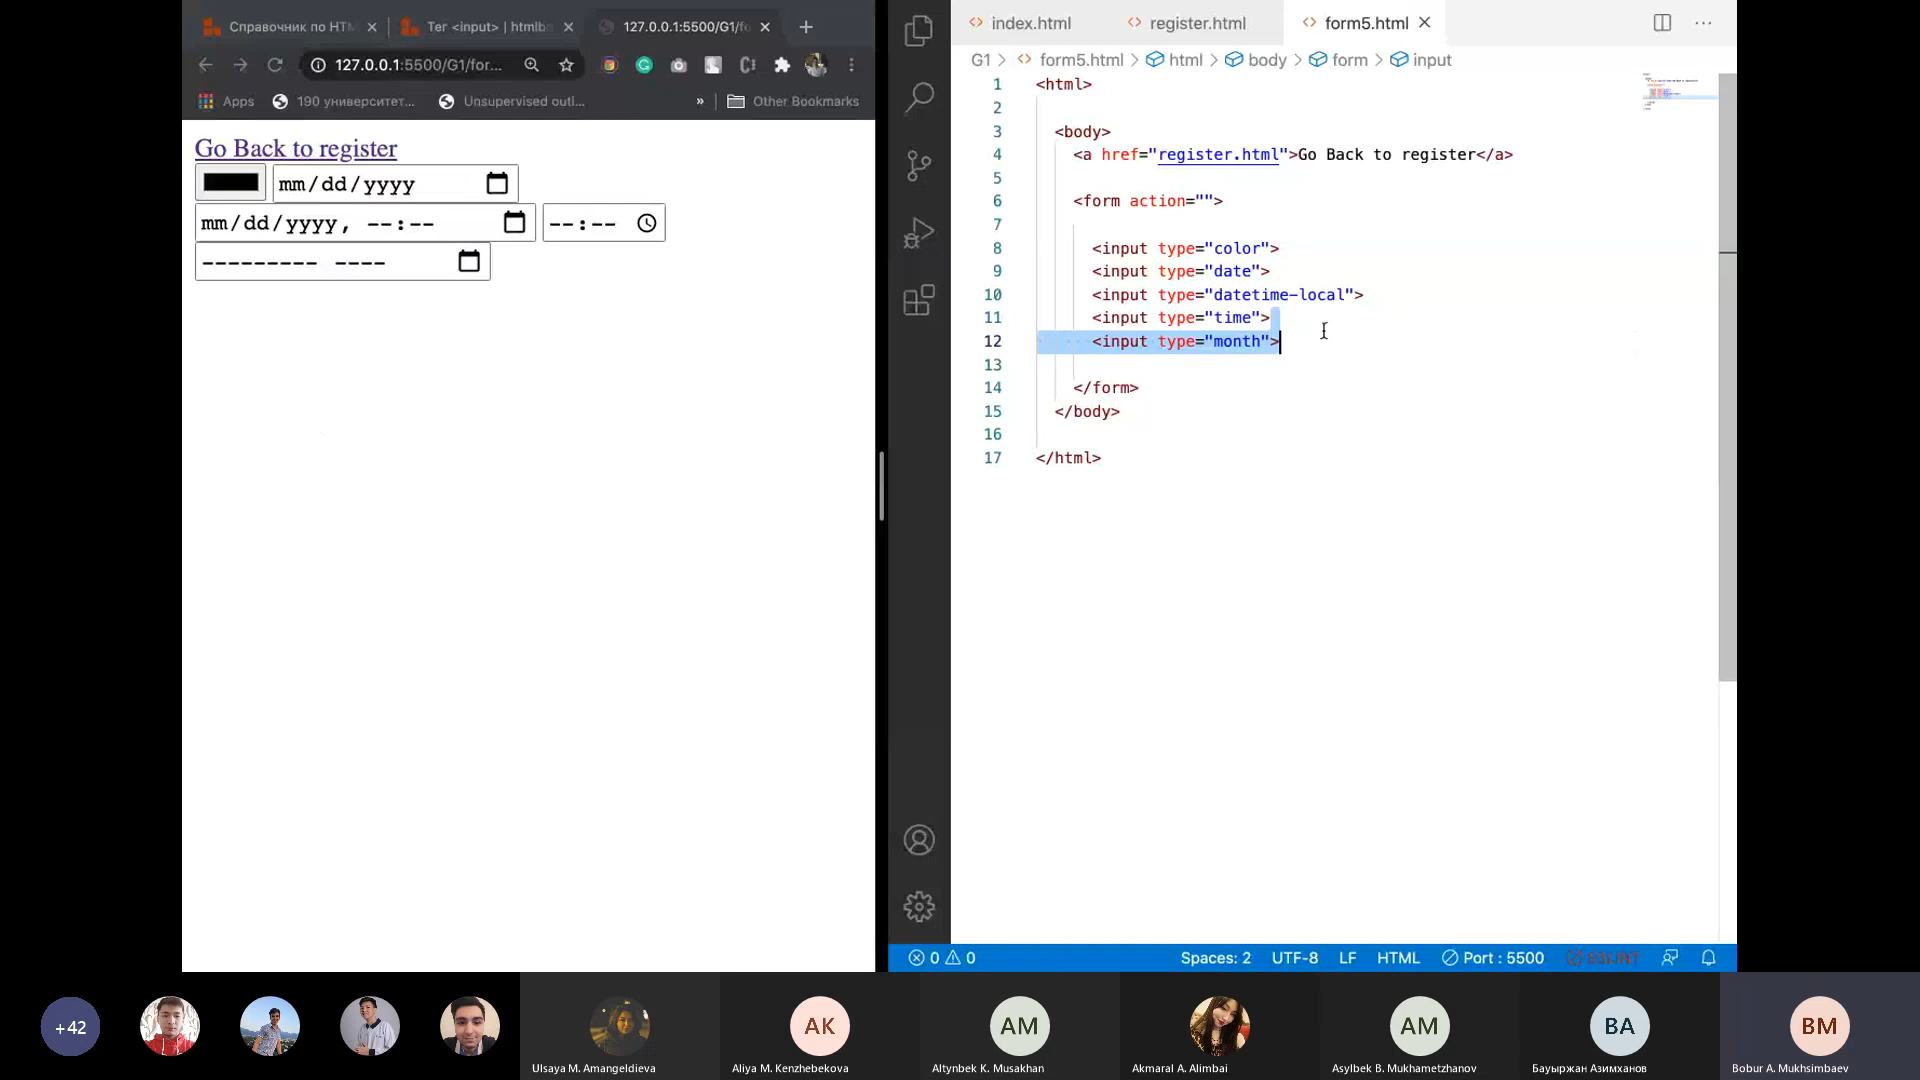 Справочник по HTM
Тег <input> | htmlbo
127.0.0.1:5500/G1/fo
127.0.0.1:5500/G1/for...
Apps
190 университет...
Unsupervised outl...
»
Other Bookmarks
Go Back to register
mm/dd/yyyy
mm/dd/yyyy, --:--
--:--
--------- ----
index.html
register.html
form5.html
G1 > form5.html > html > body > form > input
1 <html>
2
3 <body>
4 <a href="register.html">Go Back to register</a>
5
6 <form action="">
7
8 <input type="color">
9 <input type="date">
10 <input type="datetime-local">
11 <input type="time">
12 <input type="month">
13
14 </form>
15 </body>
16
17 </html>
0 0
Spaces: 2 UTF-8 LF HTML Port : 5500
+42
Ulsaya M. Amangeldieva
AK
Aliya M. Kenzhebekova
AM
Altynbek K. Musakhan
Akmaral A. Alimbai
AM
Asylbek B. Mukhametzhanov
BA
Бауыржан Азимханов
BM
Bobur A. Mukhsimbaev